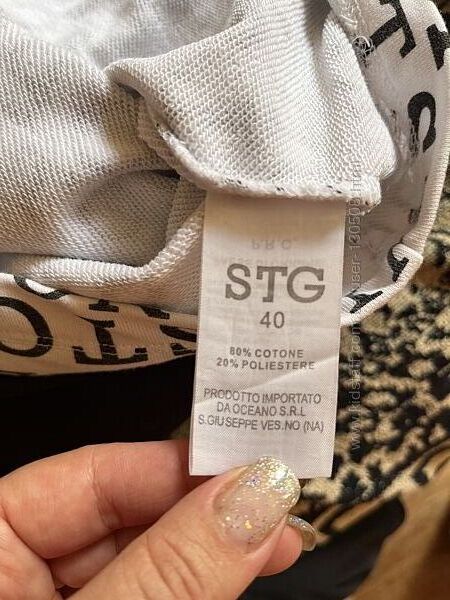 STG
40
80% COTONE
20% POLIESTERE
PRODOTTO IMPORTATO
DA OCEANO S.R.L
S.GIUSEPPE VES.NO (NA)